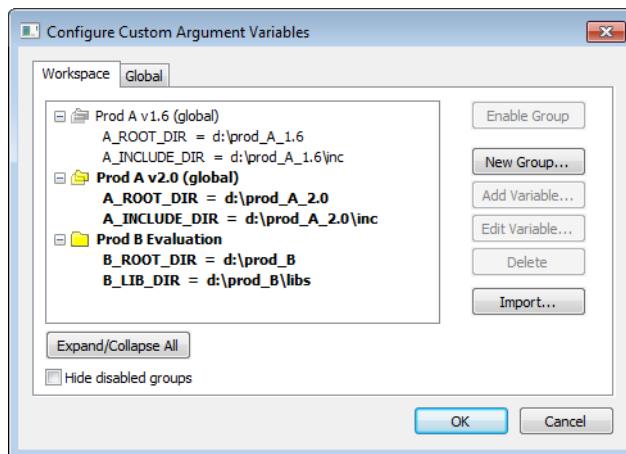 Configure Custom Argument Variables
Workspace
Global
Prod A v1.6 (global)
A_ROOT_DIR = d:\prod_A_1.6
A_INCLUDE_DIR = d:\prod_A_1.6\inc
Prod A v2.0 (global)
A_ROOT_DIR = d:\prod_A_2.0
A_INCLUDE_DIR = d:\prod_A_2.0\inc
Prod B Evaluation
B_ROOT_DIR = d:\prod_B
B_LIB_DIR = d:\prod_B\libs
Enable Group
New Group...
Add Variable...
Edit Variable...
Delete
Import...
Expand/Collapse All
Hide disabled groups
OK
Cancel